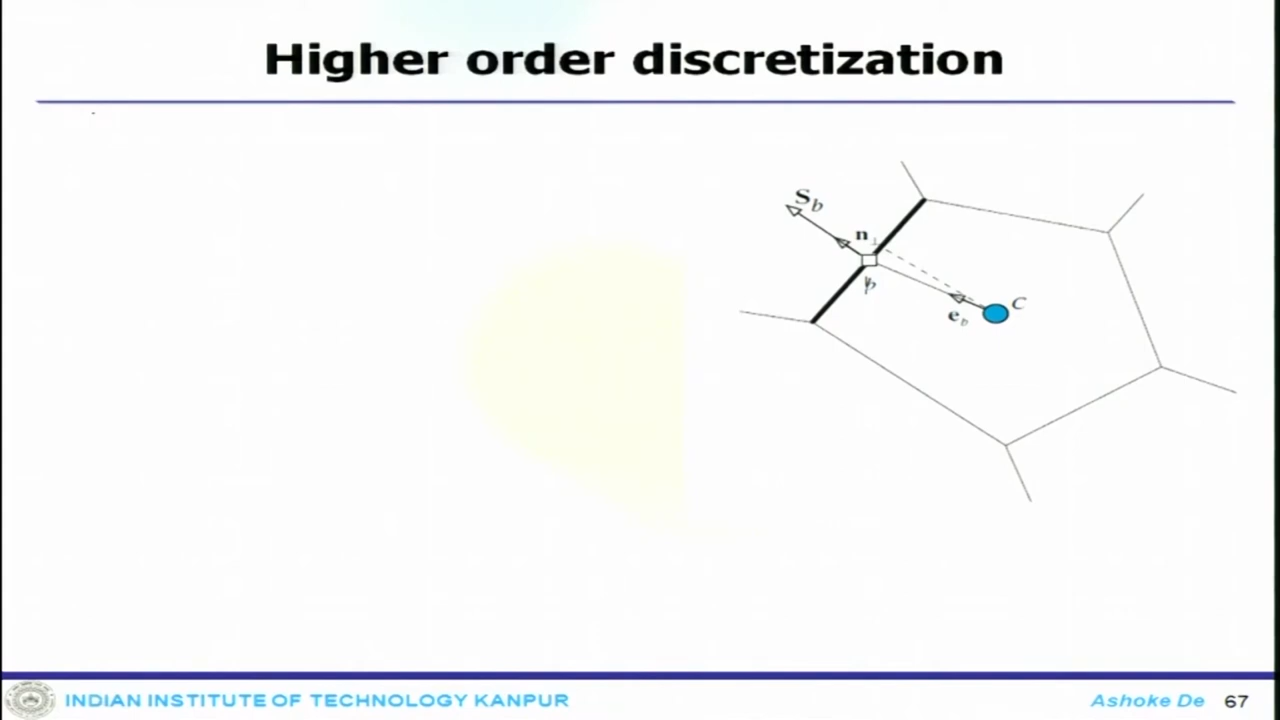 Higher order discretization
S_b
n
b
C
e_b
INDIAN INSTITUTE OF TECHNOLOGY KANPUR
Ashoke De 67